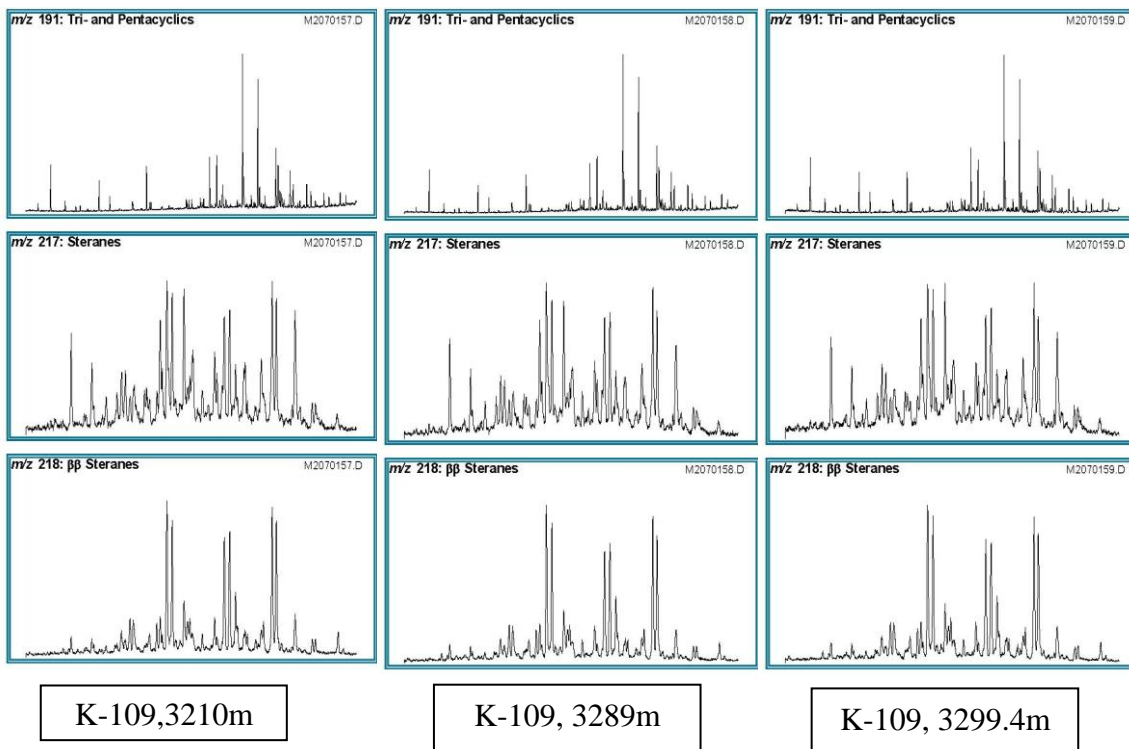 m/z 191: Tri- and Pentacyclics M2070157.D
m/z 191: Tri- and Pentacyclics M2070158.D
m/z 191: Tri- and Pentacyclics M2070159.D
m/z 217: Steranes M2070157.D
m/z 217: Steranes M2070158.D
m/z 217: Steranes M2070159.D
m/z 218: ββ Steranes M2070157.D
m/z 218: ββ Steranes M2070158.D
m/z 218: ββ Steranes M2070159.D
K-109,3210m
K-109, 3289m
K-109, 3299.4m